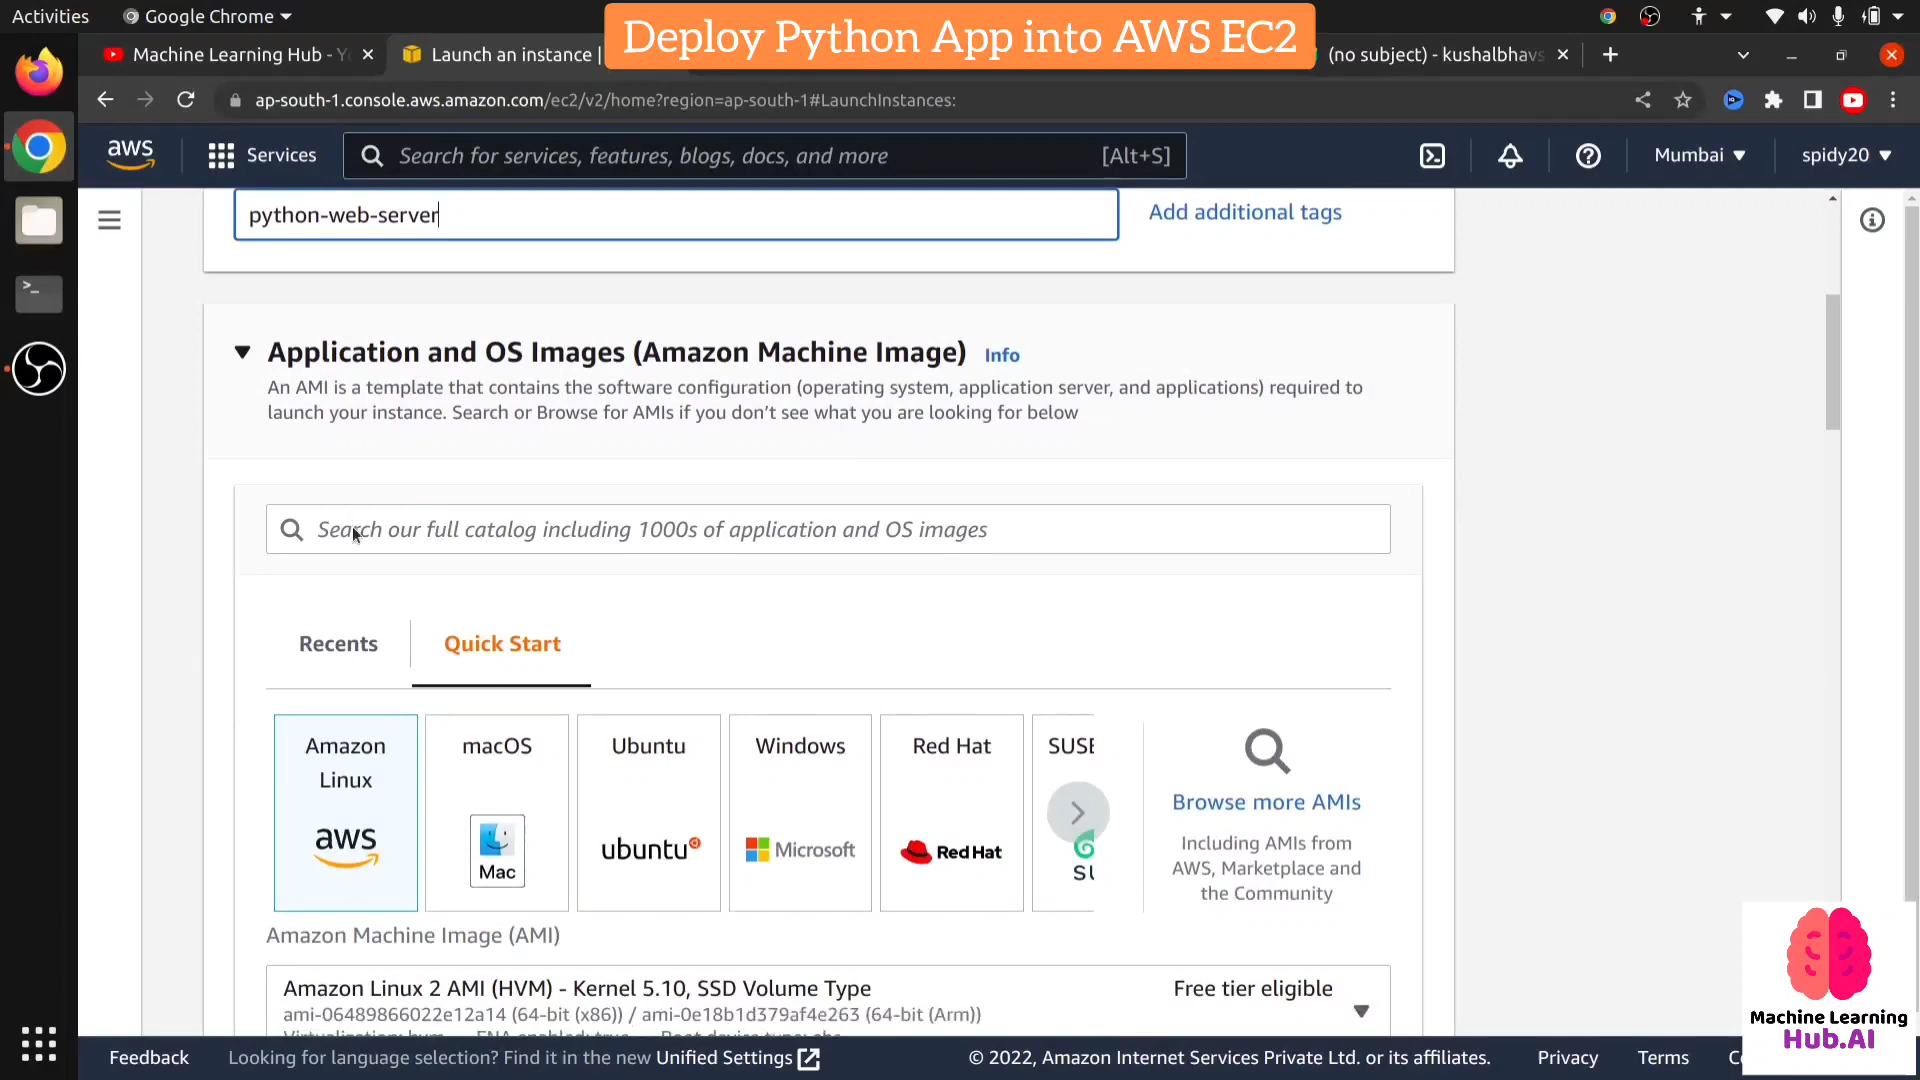 Activities
Google Chrome
Deploy Python App into AWS EC2
Machine Learning Hub - Y
Launch an instance |
(no subject) - kushalbhavs
ap-south-1.console.aws.amazon.com/ec2/v2/home?region=ap-south-1#LaunchInstances:
aws
Services
Search for services, features, blogs, docs, and more
[Alt+S]
Mumbai
spidy20
python-web-server
Add additional tags
Application and OS Images (Amazon Machine Image)
Info
An AMI is a template that contains the software configuration (operating system, application server, and applications) required to
launch your instance. Search or Browse for AMIs if you don't see what you are looking for below
Search our full catalog including 1000s of application and OS images
Recents
Quick Start
Amazon
Linux
aws
macOS
Mac
Ubuntu
ubuntu
Windows
Microsoft
Red Hat
Red Hat
SUSE
SU
Browse more AMIs
Including AMIs from
AWS, Marketplace and
the Community
Amazon Machine Image (AMI)
Amazon Linux 2 AMI (HVM) - Kernel 5.10, SSD Volume Type
Free tier eligible
ami-06489866022e12a14 (64-bit (x86)) / ami-0e18b1d379af4e263 (64-bit (Arm))
Machine Learning
Hub.AI
Feedback
Looking for language selection? Find it in the new Unified Settings
© 2022, Amazon Internet Services Private Ltd. or its affiliates.
Privacy
Terms